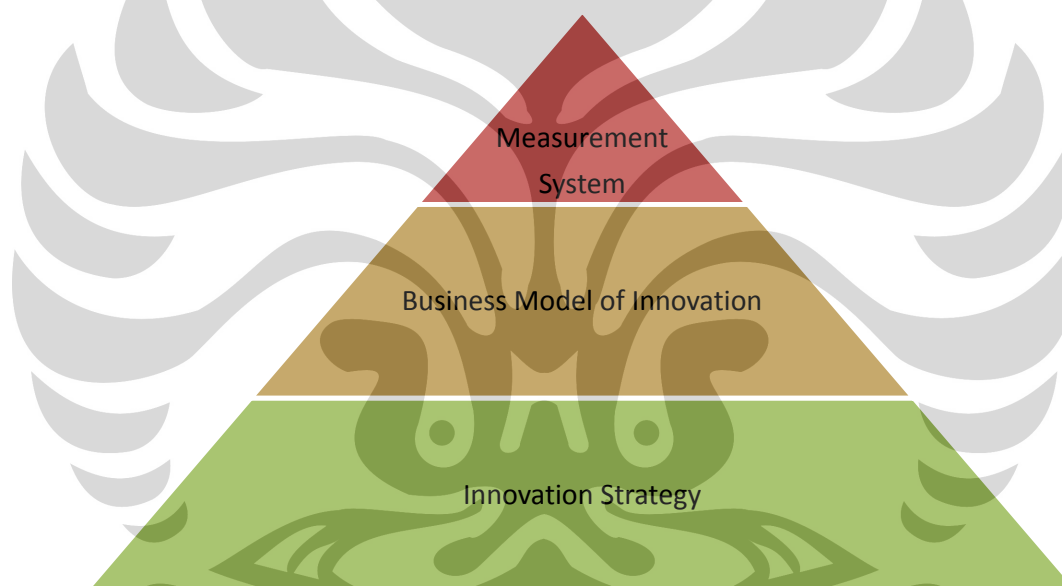 Measurement
System
Business Model of Innovation
Innovation Strategy